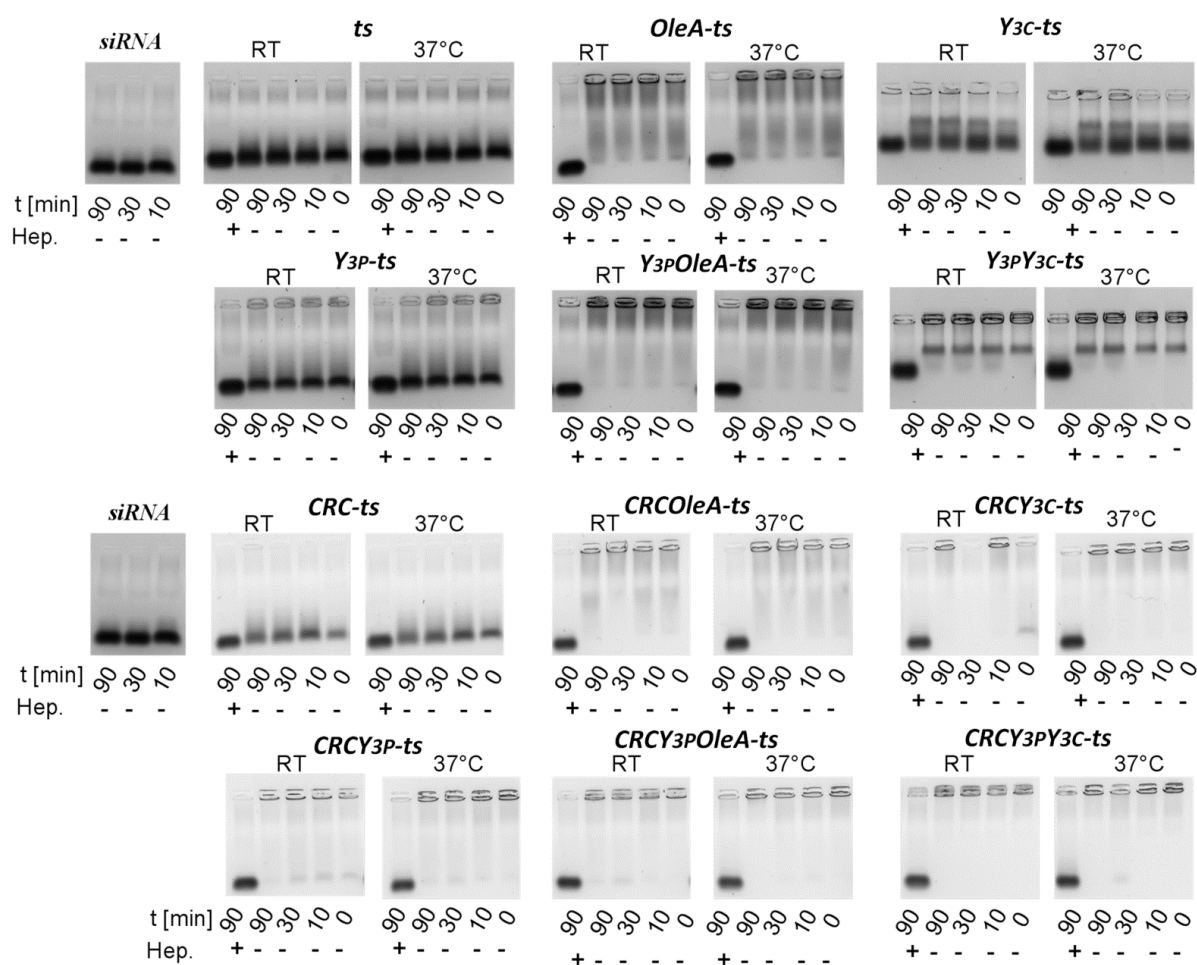 siRNA ts OleA-ts Y3C-ts
RT 37°C RT 37°C RT 37°C
t [min] 90 30 10 90 90 30 10 0 90 90 30 10 0 90 90 30 10 0 90 90 30 10 0 90 90 30 10 0 90 90 30 10 0
Hep. - - - + - - - - + - - - - + - - - - + - - - - + - - - - + - - - -
Y3P-ts Y3POleA-ts Y3PY3C-ts
RT 37°C RT 37°C RT 37°C
90 90 30 10 0 90 90 30 10 0 90 90 30 10 0 90 90 30 10 0 90 90 30 10 0 90 90 30 10 0
+ - - - - + - - - - + - - - - + - - - - + - - - - + - - - -
siRNA CRC-ts CRCOleA-ts CRCY3C-ts
RT 37°C RT 37°C RT 37°C
t [min] 90 30 10 90 90 30 10 0 90 90 30 10 0 90 90 30 10 0 90 90 30 10 0 90 90 30 10 0 90 90 30 10 0
Hep. - - - + - - - - + - - - - + - - - - + - - - - + - - - - + - - - -
CRCY3P-ts CRCY3POleA-ts CRCY3PY3C-ts
RT 37°C RT 37°C RT 37°C
t [min] 90 90 30 10 0 90 90 30 10 0 90 90 30 10 0 90 90 30 10 0 90 90 30 10 0 90 90 30 10 0
Hep. + - - - - + - - - - + - - - - + - - - - + - - - - + - - - -